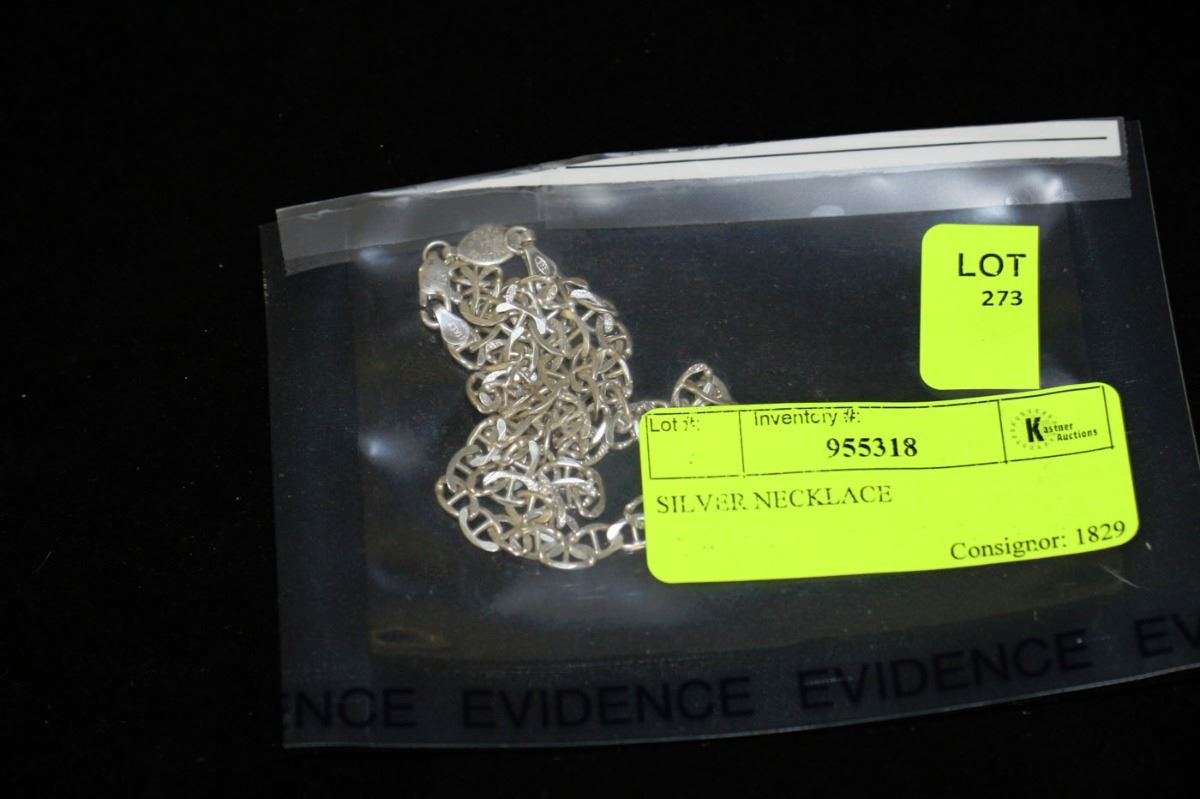 LOT
273
Lot #:
Inventory #:
955318
Kastner
Auctions
SILVER NECKLACE
Consignor: 1829
ENCE EVIDENCE EVIDENCE EV